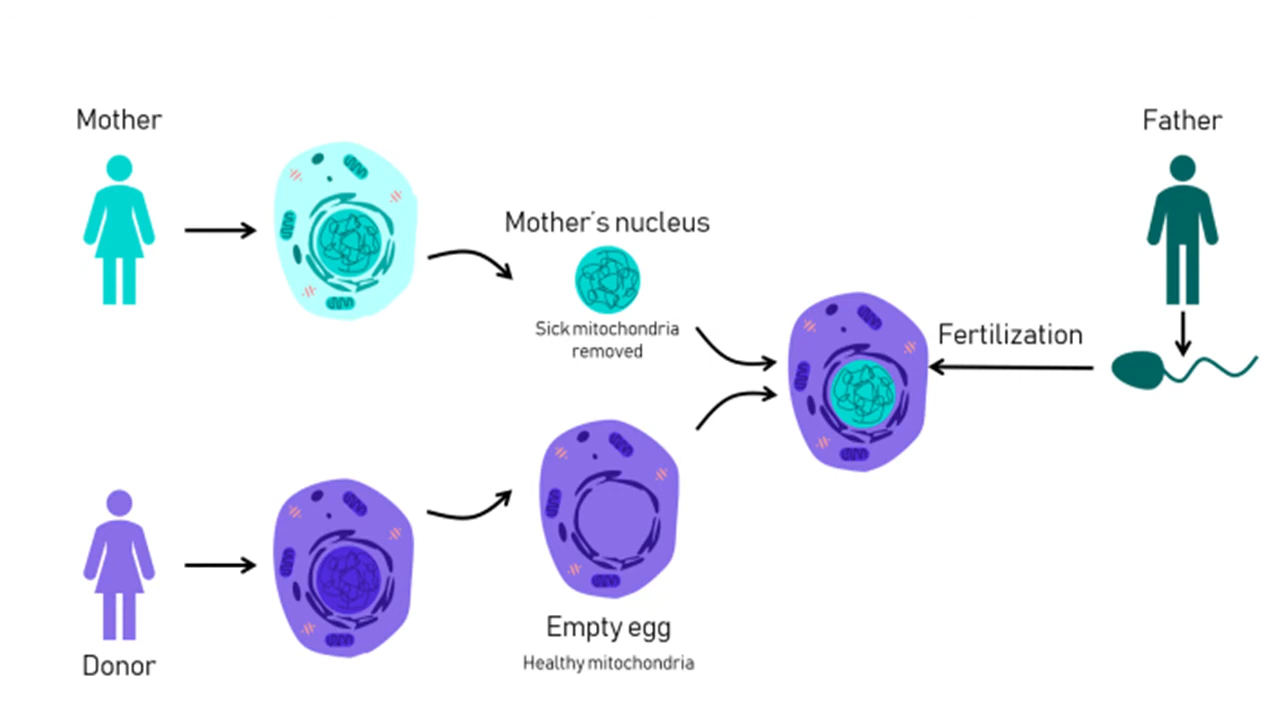 Mother
Father
Mother's nucleus
Sick mitochondria
removed
Fertilization
Empty egg
Healthy mitochondria
Donor